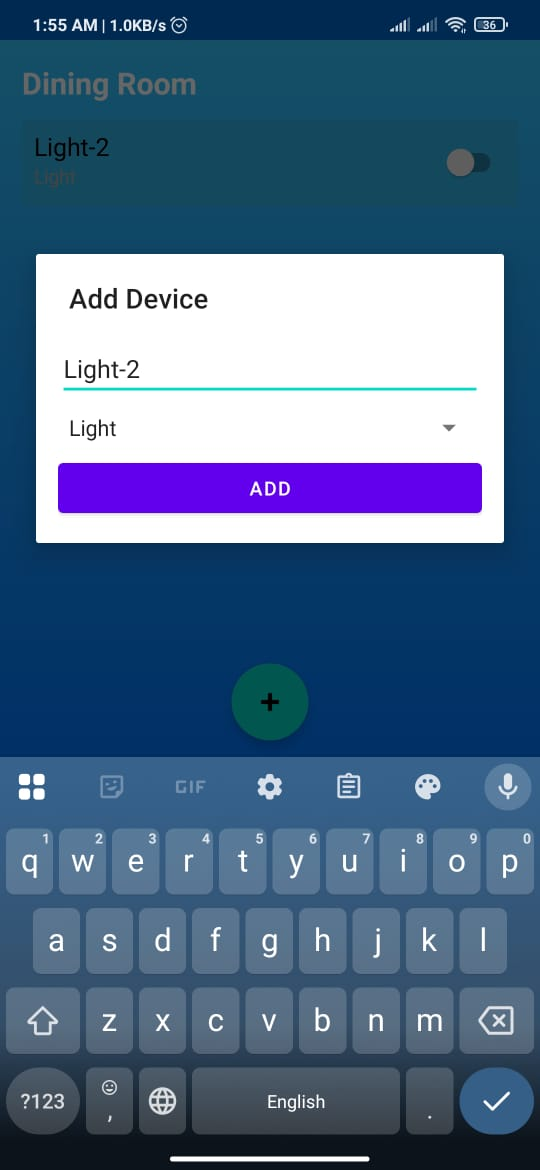 1:55 AM | 1.0KB/s 36
Dining Room
Light-2
Light
Add Device
Light-2
Light
ADD
+
GIF
1 2 3 4 5 6 7 8 9 0
q w e r t y u i o p
a s d f g h j k l
z x c v b n m
?123 , English .